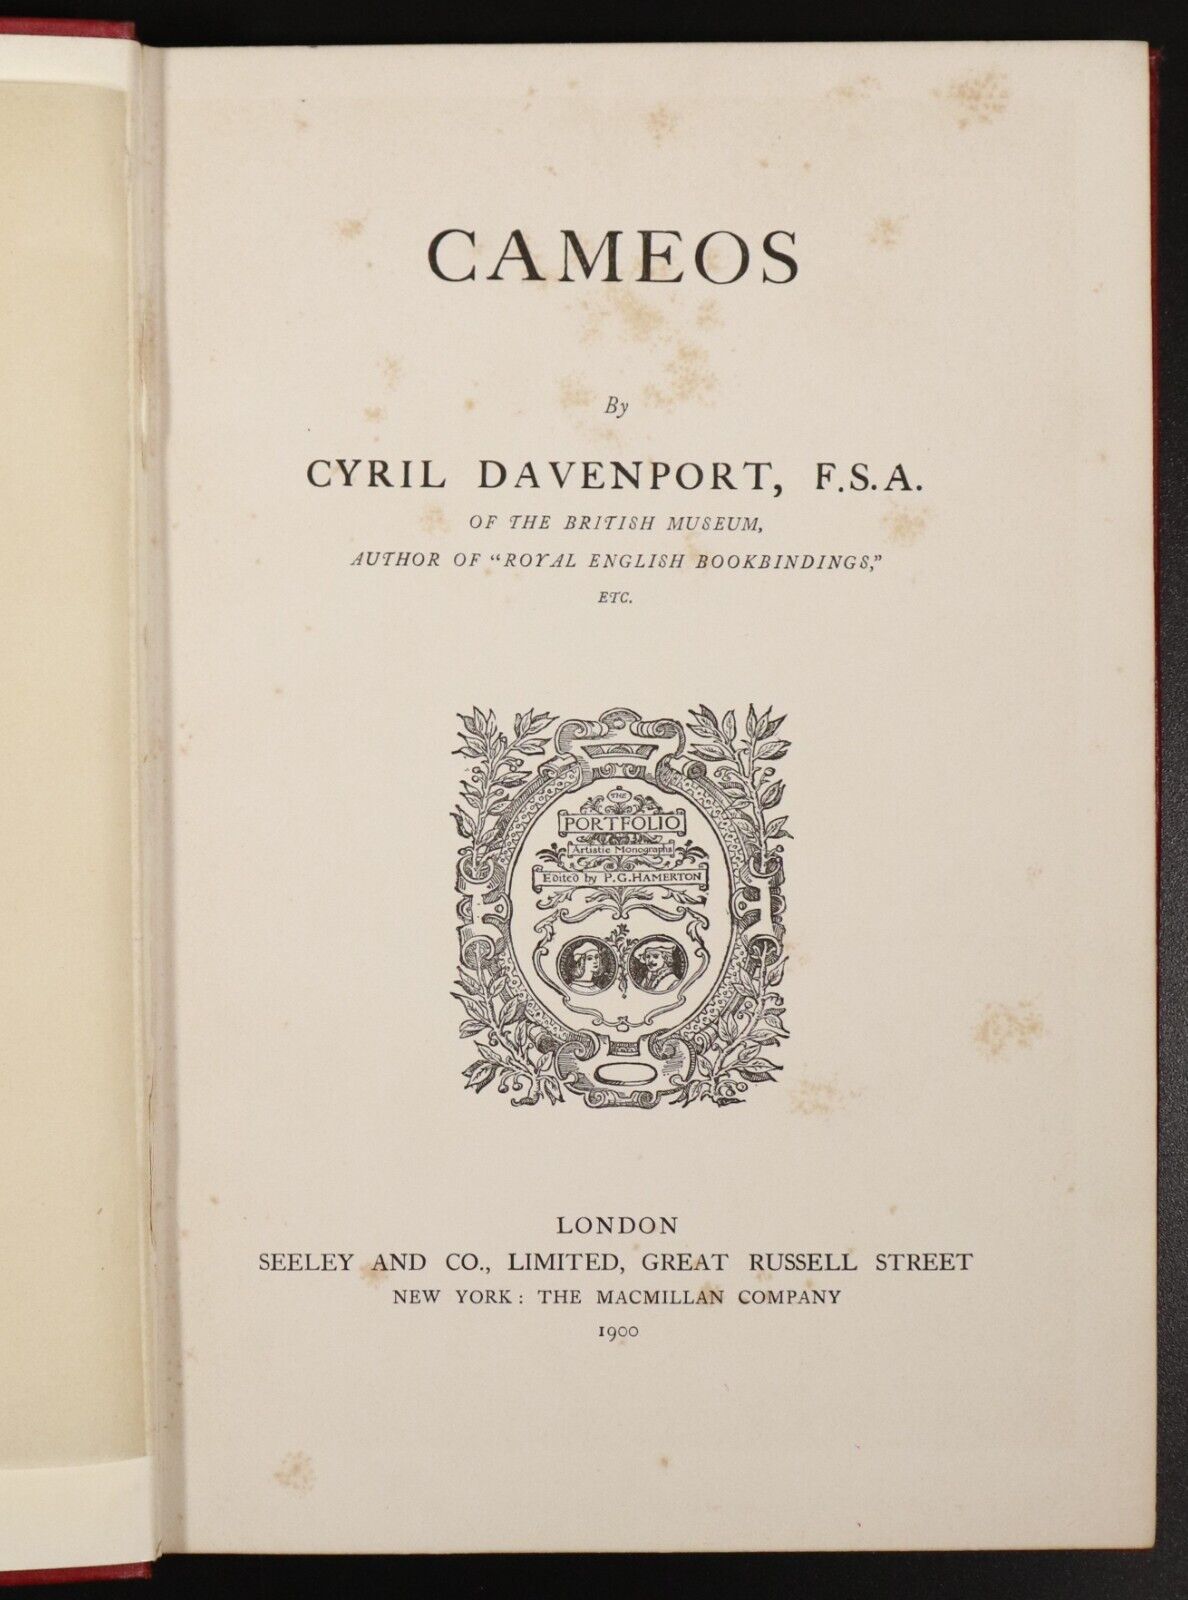 CAMEOS
By
CYRIL DAVENPORT, F.S.A.
OF THE BRITISH MUSEUM,
AUTHOR OF "ROYAL ENGLISH BOOKBINDINGS,"
ETC.
THE
PORTFOLIO
Artistic Monographs
Edited by P.G.HAMERTON
LONDON
SEELEY AND CO., LIMITED, GREAT RUSSELL STREET
NEW YORK: THE MACMILLAN COMPANY
1900